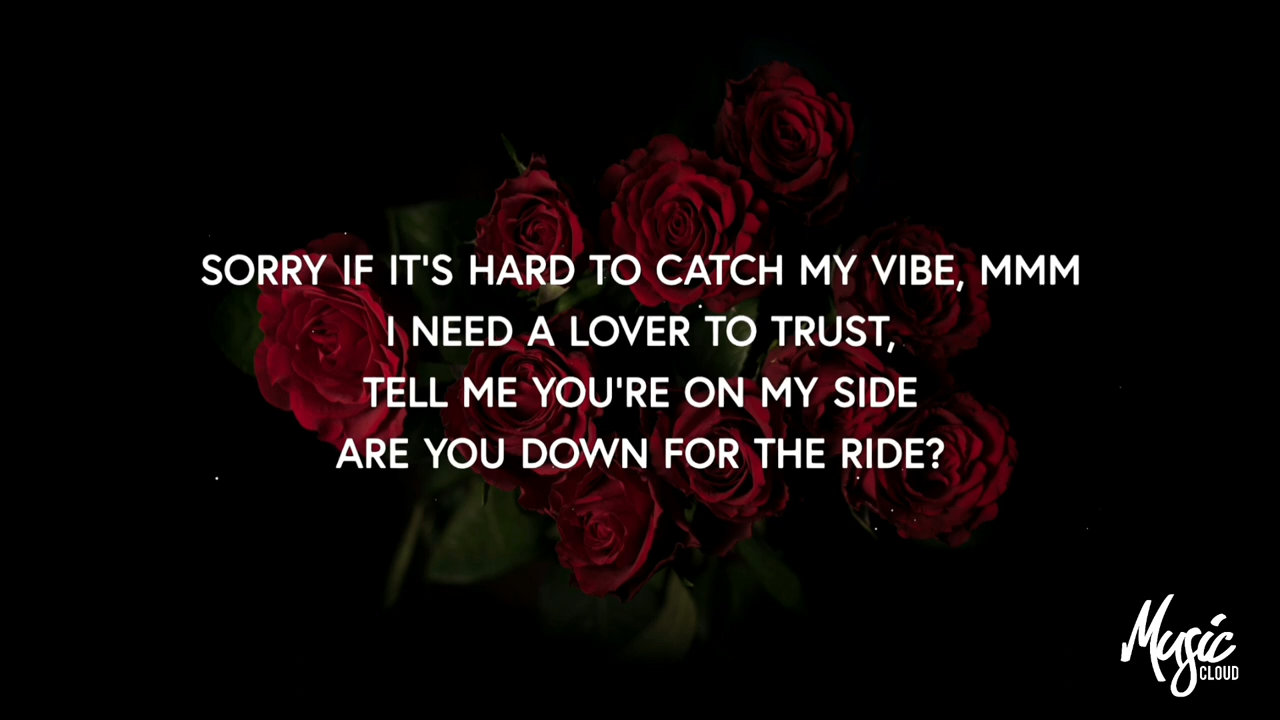 SORRY IF IT'S HARD TO CATCH MY VIBE, MMM
I NEED A LOVER TO TRUST,
TELL ME YOU'RE ON MY SIDE
ARE YOU DOWN FOR THE RIDE?
Music
CLOUD